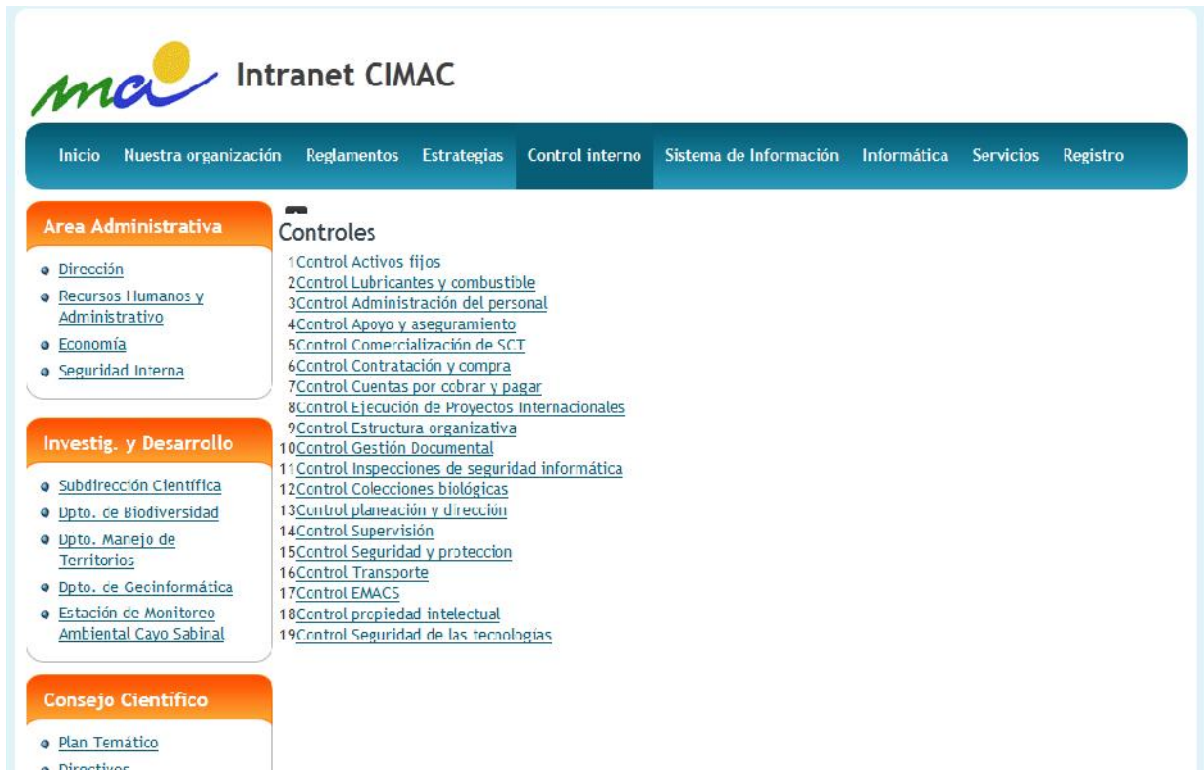 ma
Intranet CIMAC
Inicio Nuestra organización Reglamentos Estrategias Control interno Sistema de Información Informática Servicios Registro
Area Administrativa
Dirección
Recursos Humanos y
Administrativo
Economía
Seguridad Interna
Investig. y Desarrollo
Subdirección Científica
Dpto. de Biodiversidad
Dpto. Manejo de
Territorios
Dpto. de Geoinformática
Estación de Monitoreo
Ambiental Cayo Sabinal
Consejo Científico
Plan Temático
Directivos
Controles
1Control Activos fijos
2Control Lubricantes y combustible
3Control Administración del personal
4Control Apoyo y aseguramiento
5Control Comercialización de SCT
6Control Contratación y compra
7Control Cuentas por cobrar y pagar
8Control Ejecución de Proyectos Internacionales
9Control Estructura organizativa
10Control Gestión Documental
11Control Inspecciones de seguridad informática
12Control Colecciones biológicas
13Control planeación y dirección
14Control Supervisión
15Control Seguridad y proteccion
16Control Transporte
17Control EMACS
18Control propiedad intelectual
19Control Seguridad de las tecnologías